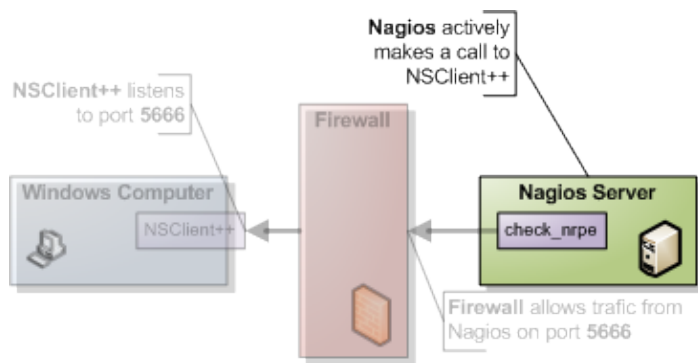 Nagios actively
makes a call to
NSClient++
NSClient++ listens
to port 5666
Firewall
Windows Computer
NSClient++
Nagios Server
check_nrpe
Firewall allows trafic from
Nagios on port 5666